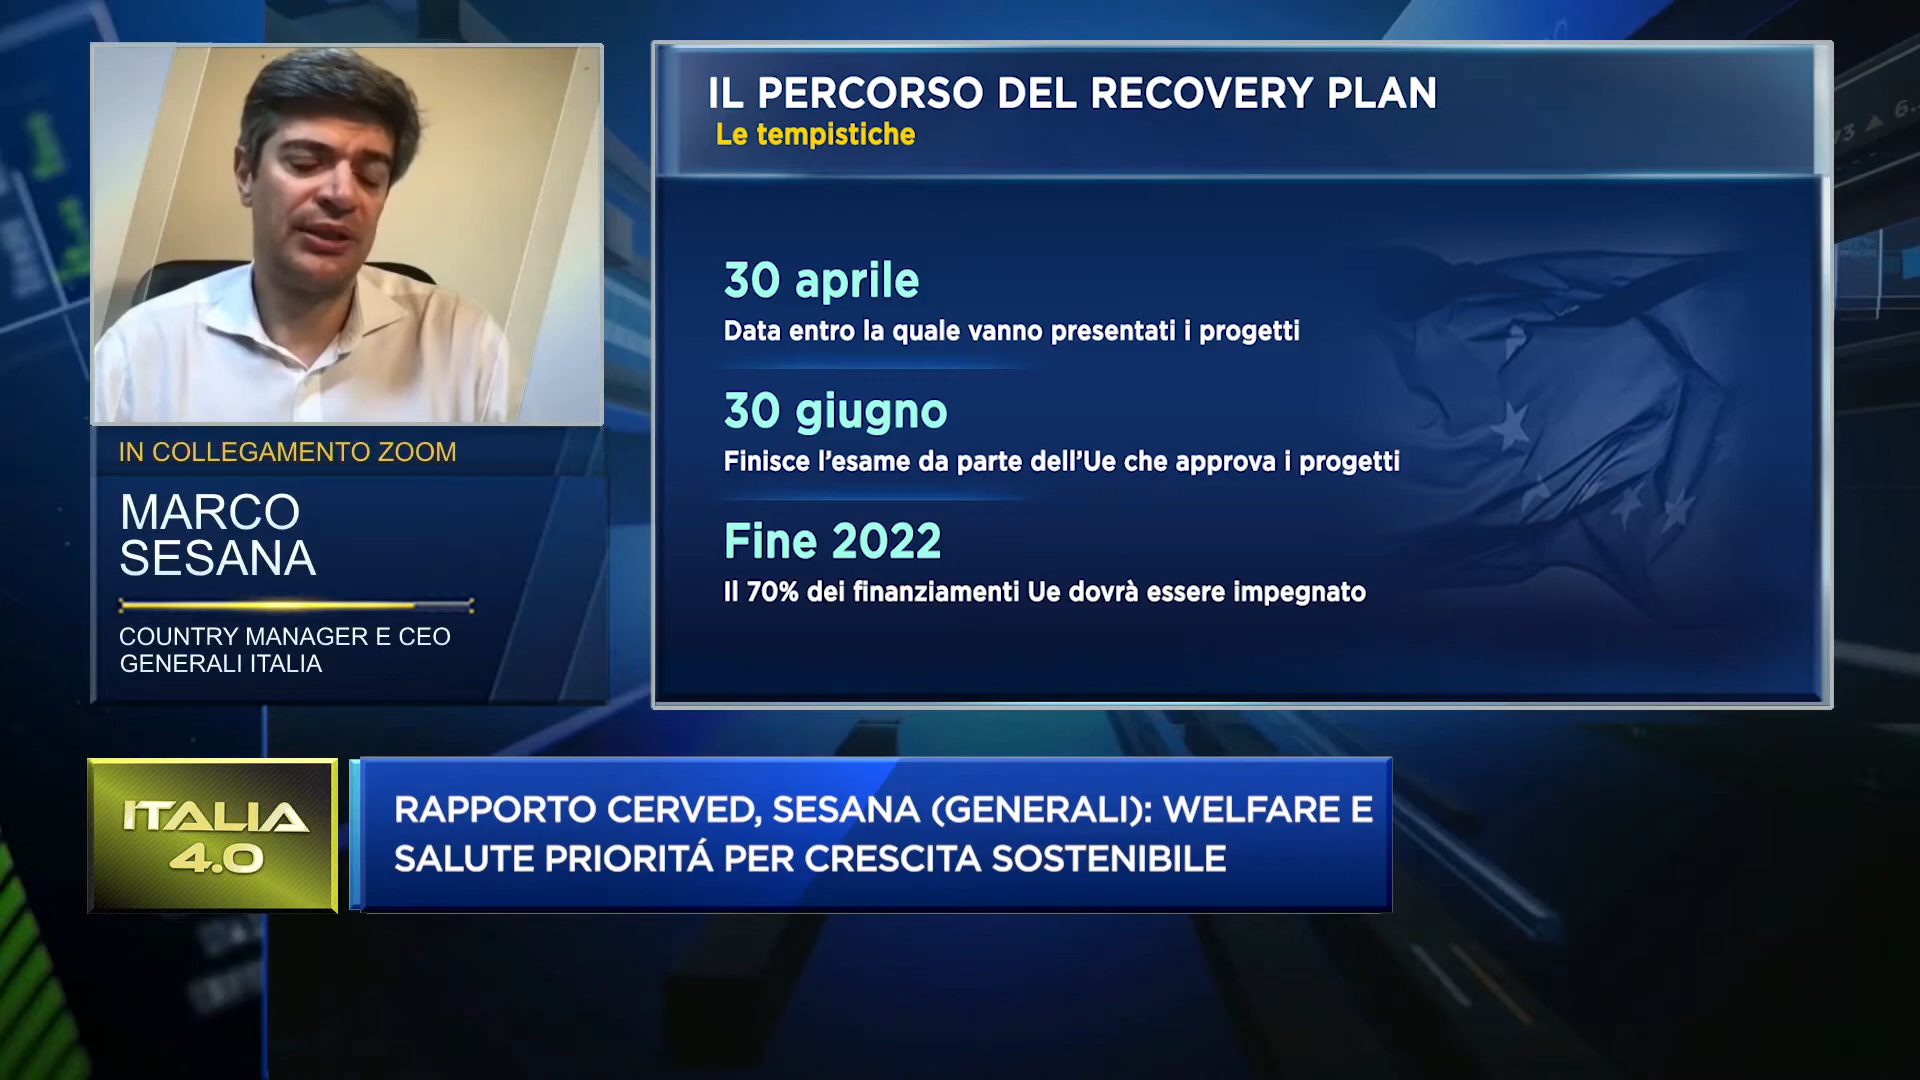 IL PERCORSO DEL RECOVERY PLAN
Le tempistiche
30 aprile
Data entro la quale vanno presentati i progetti
30 giugno
Finisce l'esame da parte dell'Ue che approva i progetti
Fine 2022
Il 70% dei finanziamenti Ue dovrà essere impegnato
IN COLLEGAMENTO ZOOM
MARCO
SESANA
COUNTRY MANAGER E CEO
GENERALI ITALIA
ITALIA
4.0
RAPPORTO CERVED, SESANA (GENERALI): WELFARE E
SALUTE PRIORITÁ PER CRESCITA SOSTENIBILE